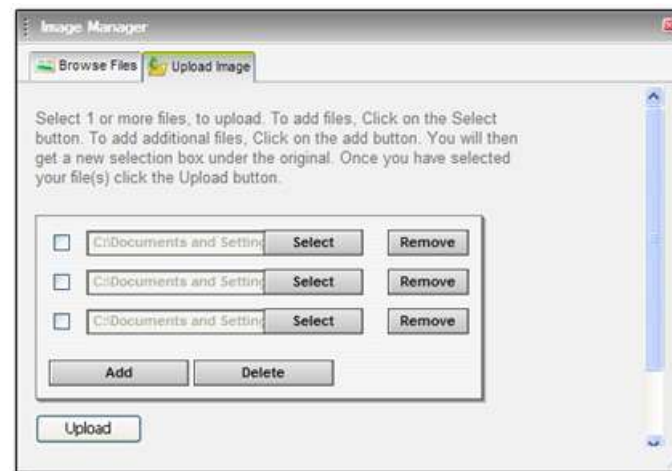 Image Manager
Browse Files Upload Image
Select 1 or more files, to upload. To add files, Click on the Select
button. To add additional files, Click on the add button. You will then
get a new selection box under the original. Once you have selected
your file(s) click the Upload button.
C:\Documents and Setting Select Remove
C:\Documents and Setting Select Remove
C:\Documents and Setting Select Remove
Add Delete
Upload